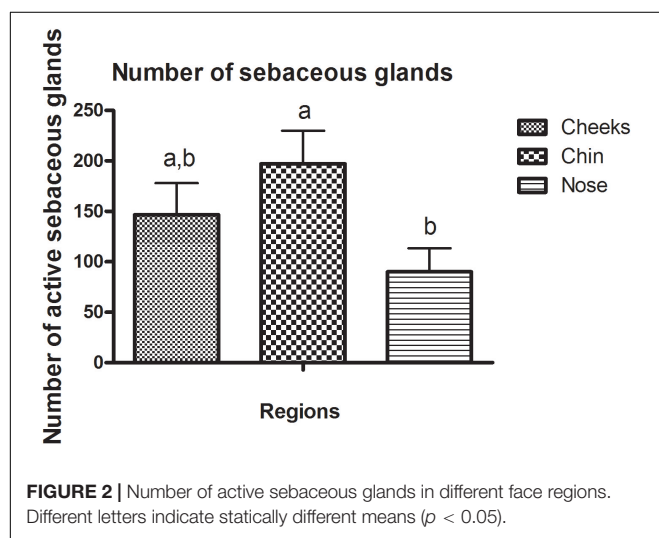 Number of sebaceous glands
Number of active sebaceous glands
250
200
150
100
50
0
a,b
a
b
Regions
Cheeks
Chin
Nose
FIGURE 2 | Number of active sebaceous glands in different face regions.
Different letters indicate statically different means (p < 0.05).